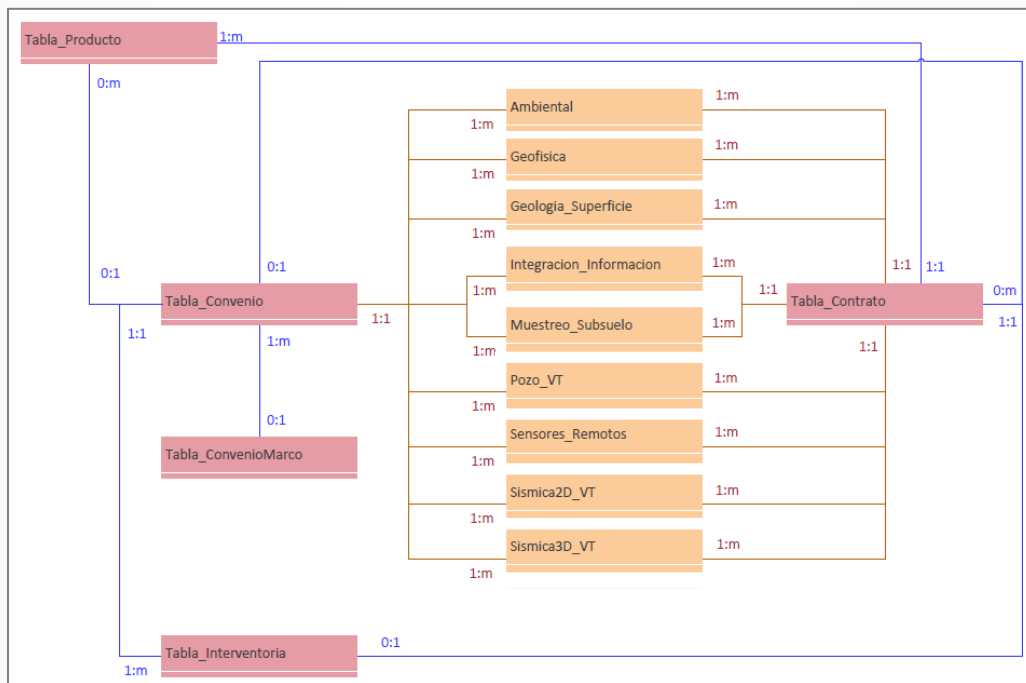 Tabla_Producto
1:m
0:m
Ambiental
1:m
1:m
Geofisica
1:m
1:m
Geologia_Superficie
1:m
1:m
0:1
0:1
Integracion_Informacion
1:m
1:m
1:1
1:1
1:1
0:m
Tabla_Convenio
Tabla_Contrato
1:1
1:1
1:m
Muestreo_Subsuelo
1:m
1:m
1:1
1:1
Pozo_VT
1:m
1:m
0:1
Tabla_ConvenioMarco
Sensores_Remotos
1:m
1:m
Sismica2D_VT
1:m
1:m
Sismica3D_VT
1:m
1:m
Tabla_Interventoria
0:1
1:m